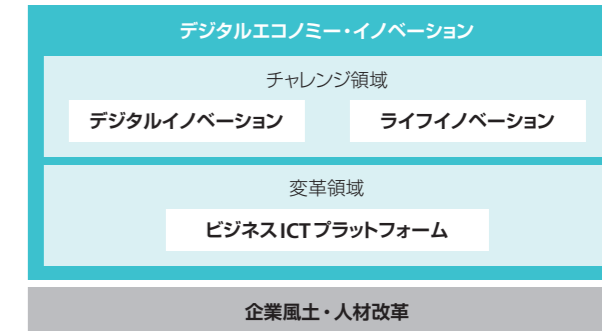 デジタルエコノミー・イノベーション
チャレンジ領域
デジタルイノベーション
ライフイノベーション
変革領域
ビジネスICTプラットフォーム
企業風土・人材改革